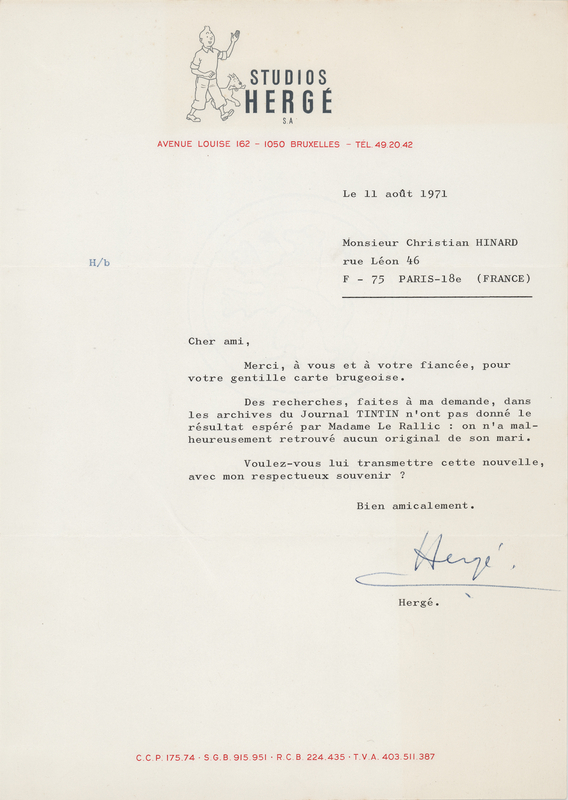 STUDIOS
HERGÉ
S A
AVENUE LOUISE 162 - 1050 BRUXELLES - TÉL. 49.20.42
Le 11 août 1971
Monsieur Christian HINARD
H/b
rue Léon 46
F - 75 PARIS-18e (FRANCE)
Cher ami,
Merci, à vous et à votre fiancée, pour
votre gentille carte brugeoise.
Des recherches, faites à ma demande, dans
les archives du Journal TINTIN n'ont pas donné le
résultat espéré par Madame Le Rallic : on n'a mal-
heureusement retrouvé aucun original de son mari.
Voulez-vous lui transmettre cette nouvelle,
avec mon respectueux souvenir ?
Bien amicalement.
Hergé.
Hergé.
C.C.P. 175.74 · S.G.B. 915.951 · R.C.B. 224.435 · T.V.A. 403.511.387